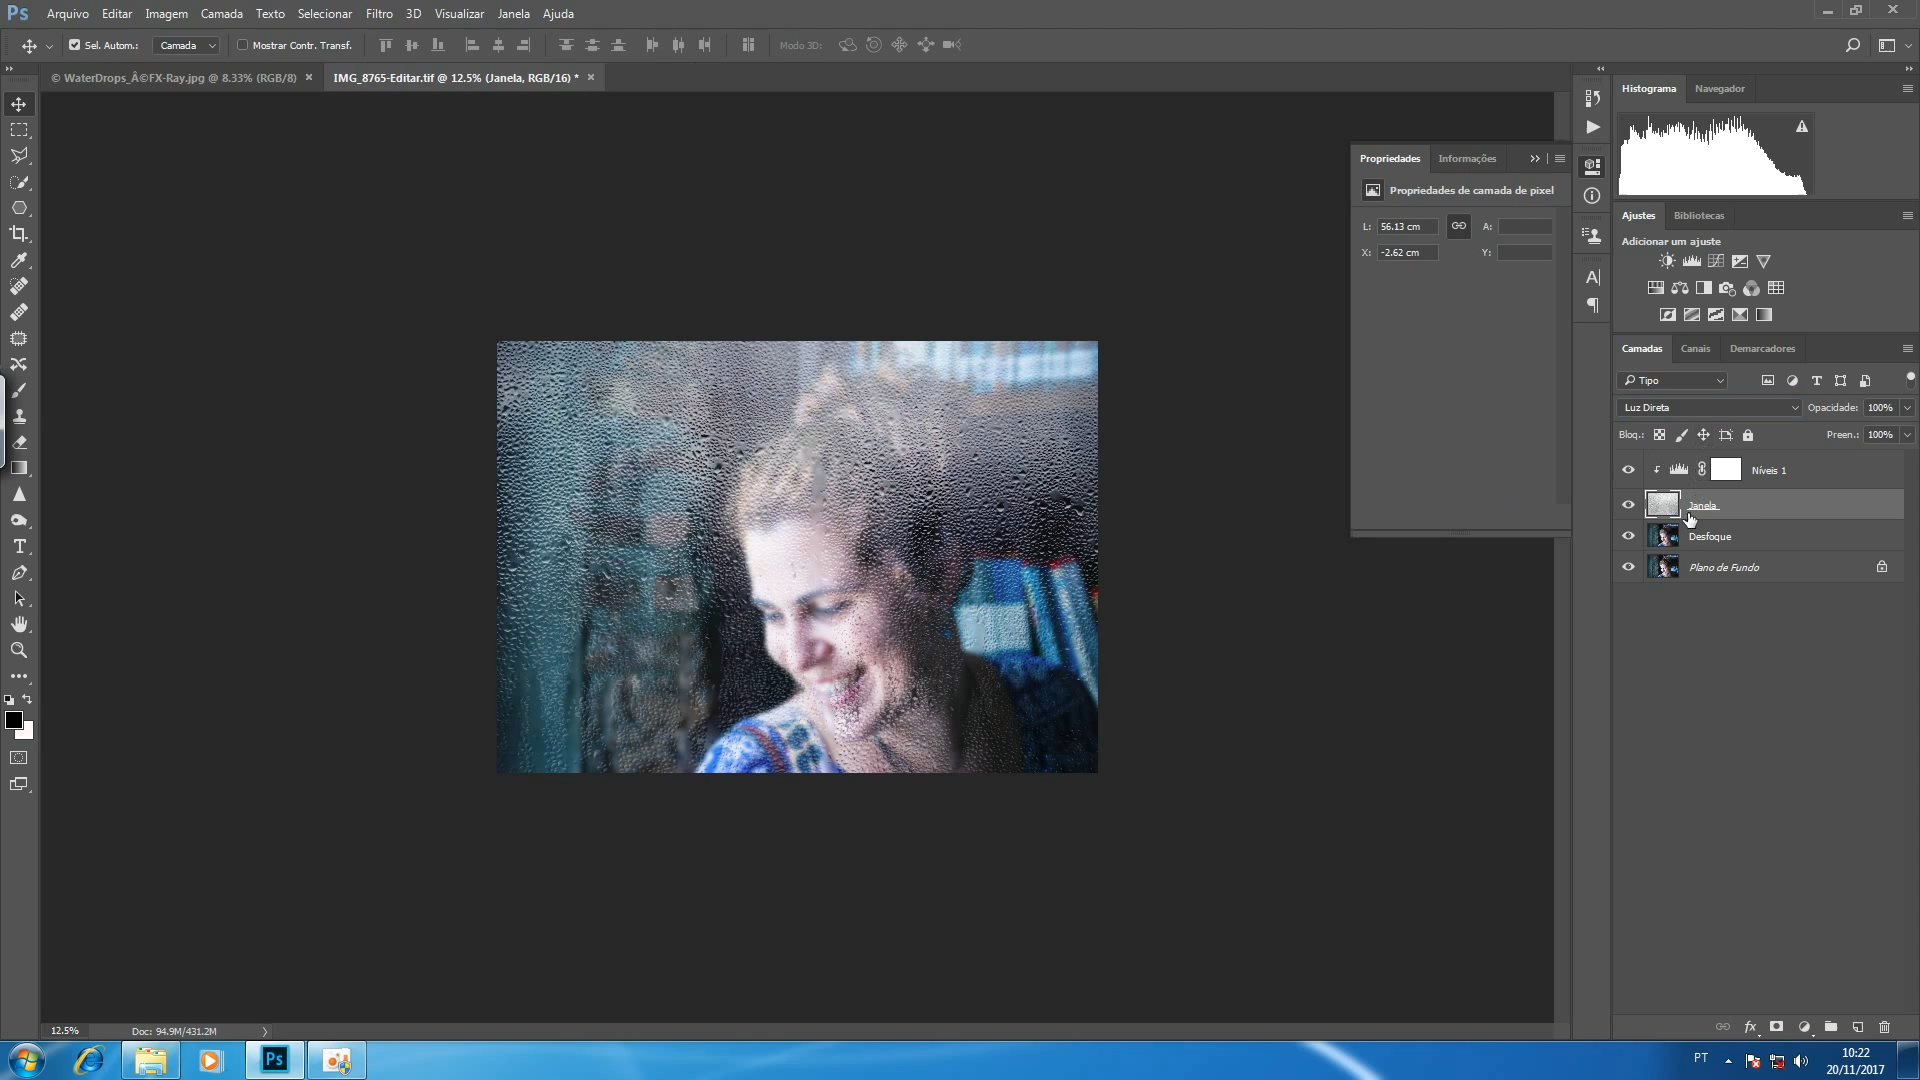 Ps Arquivo Editar Imagem Camada Texto Selecionar Filtro 3D Visualizar Janela Ajuda
Sel. Autom.: Camada Mostrar Contr. Transf. Modo 3D:
© WaterDrops_Â©FX-Ray.jpg @ 8.33% (RGB/8) × IMG_8765-Editar.tif @ 12.5% (Janela, RGB/16) * ×
Histograma Navegador
Propriedades Informações
Propriedades de camada de pixel
L: 56.13 cm A:
X: -2.62 cm Y:
Ajustes Bibliotecas
Adicionar um ajuste
Camadas Canais Demarcadores
Tipo
Luz Direta Opacidade: 100%
Bloq.: Preen.: 100%
Níveis 1
Janela
Desfoque
Plano de Fundo
fx
12.5% Doc: 94.9M/431.2M
Ps
PT 10:22
20/11/2017